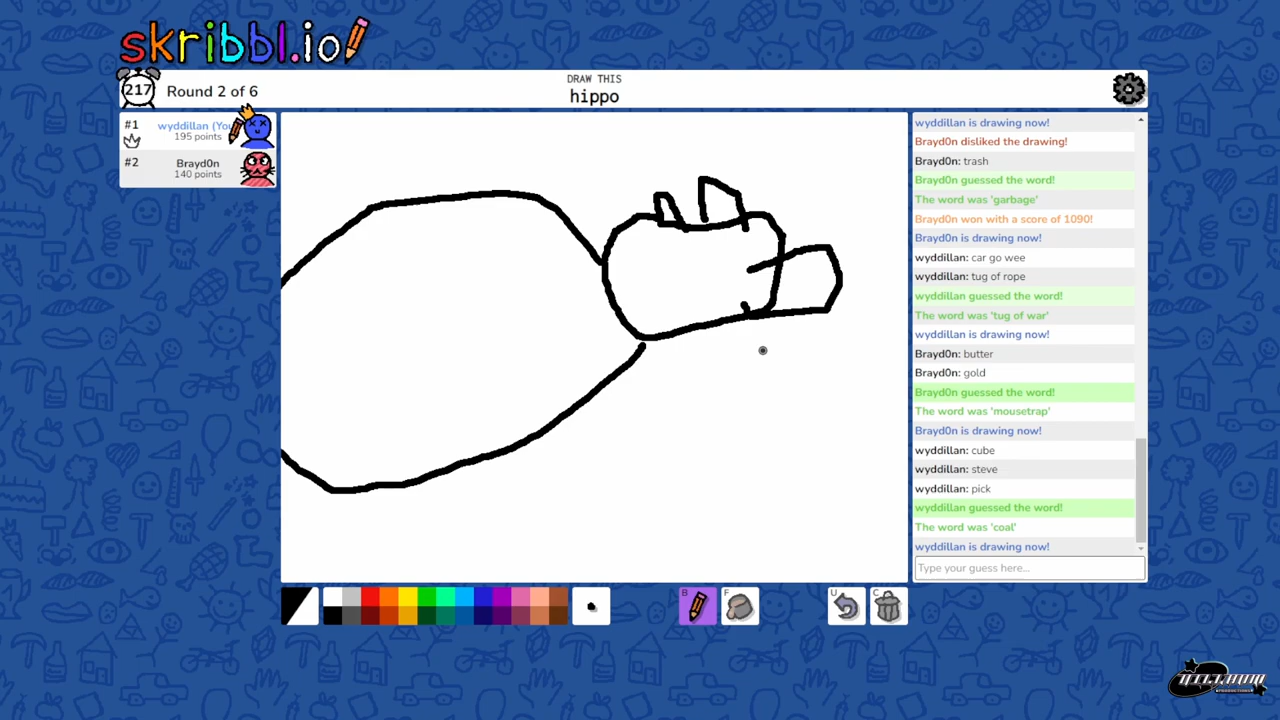 skribbl.io
217
Round 2 of 6
DRAW THIS
hippo
#1
wyddillan (You
195 points
#2
Brayd0n
140 points
wyddillan is drawing now!
Brayd0n disliked the drawing!
Brayd0n: trash
Brayd0n guessed the word!
The word was 'garbage'
Brayd0n won with a score of 1090!
Brayd0n is drawing now!
wyddillan: car go wee
wyddillan: tug of rope
wyddillan guessed the word!
The word was 'tug of war'
wyddillan is drawing now!
Brayd0n: butter
Brayd0n: gold
Brayd0n guessed the word!
The word was 'mousetrap'
Brayd0n is drawing now!
wyddillan: cube
wyddillan: steve
wyddillan: pick
wyddillan guessed the word!
The word was 'coal'
wyddillan is drawing now!
Type your guess here...
B
F
U
C